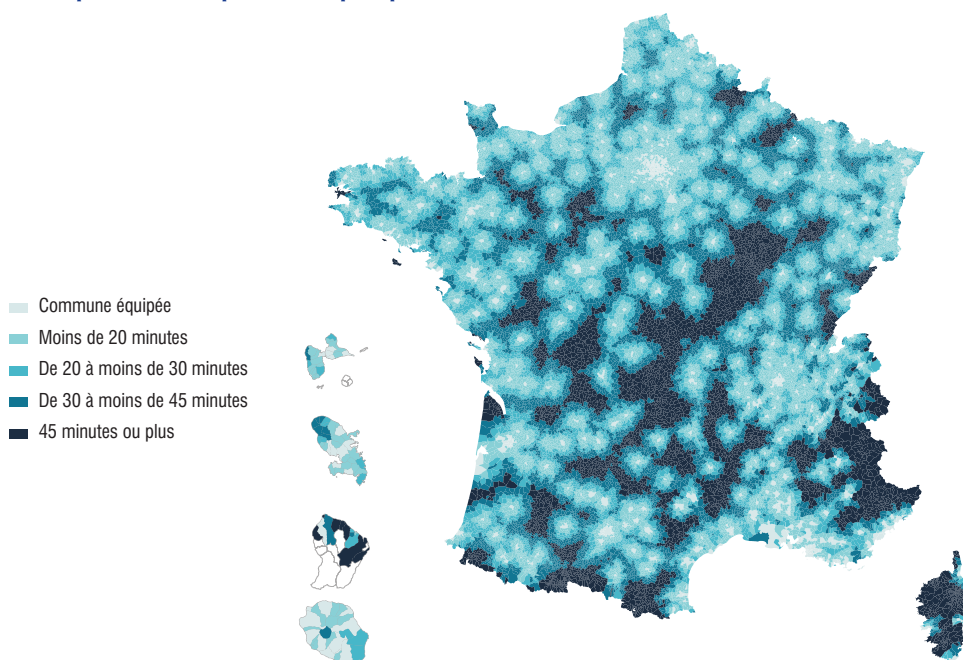 Commune équipée
Moins de 20 minutes
De 20 à moins de 30 minutes
De 30 à moins de 45 minutes
45 minutes ou plus